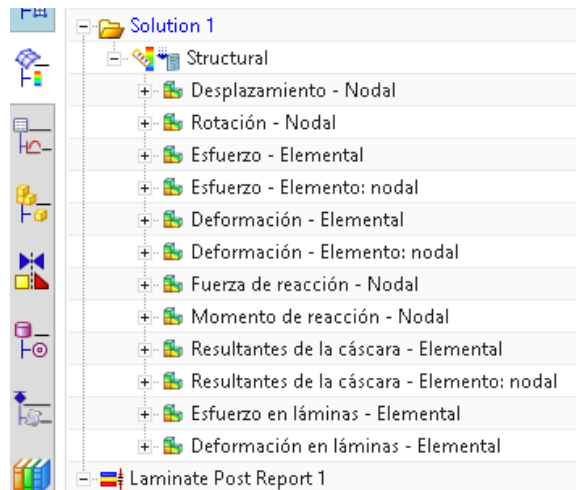 Solution 1
Structural
Desplazamiento - Nodal
Rotación - Nodal
Esfuerzo - Elemental
Esfuerzo - Elemento: nodal
Deformación - Elemental
Deformación - Elemento: nodal
Fuerza de reacción - Nodal
Momento de reacción - Nodal
Resultantes de la cáscara - Elemental
Resultantes de la cáscara - Elemento: nodal
Esfuerzo en láminas - Elemental
Deformación en láminas - Elemental
Laminate Post Report 1